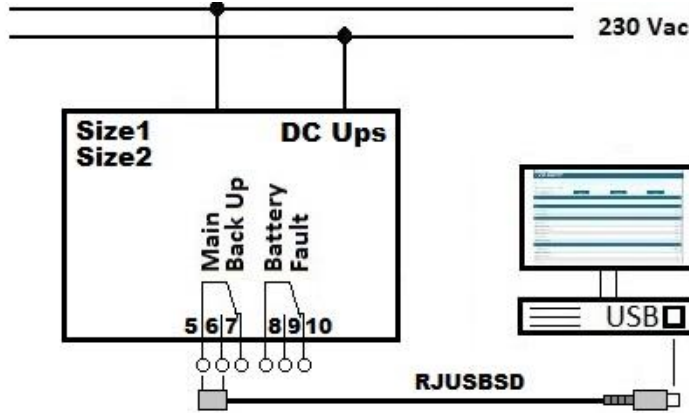 230 Vac
Size1
DC Ups
Size2
Main
Back Up
Battery
Fault
5 6 7 8 9 10
USB
RJUSBSD